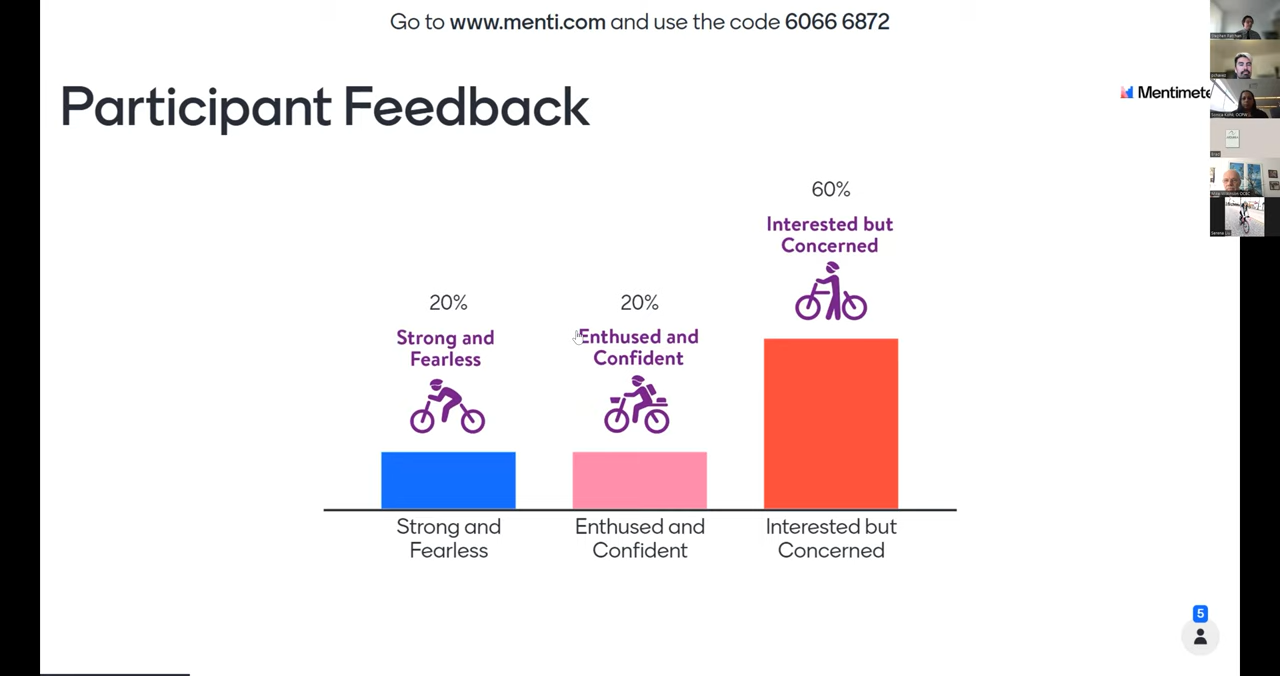 Go to www.menti.com and use the code 6066 6872
Participant Feedback
Mentimete
60%
Interested but
Concerned
20%
Strong and
Fearless
20%
Enthused and
Confident
Strong and
Fearless
Enthused and
Confident
Interested but
Concerned
5